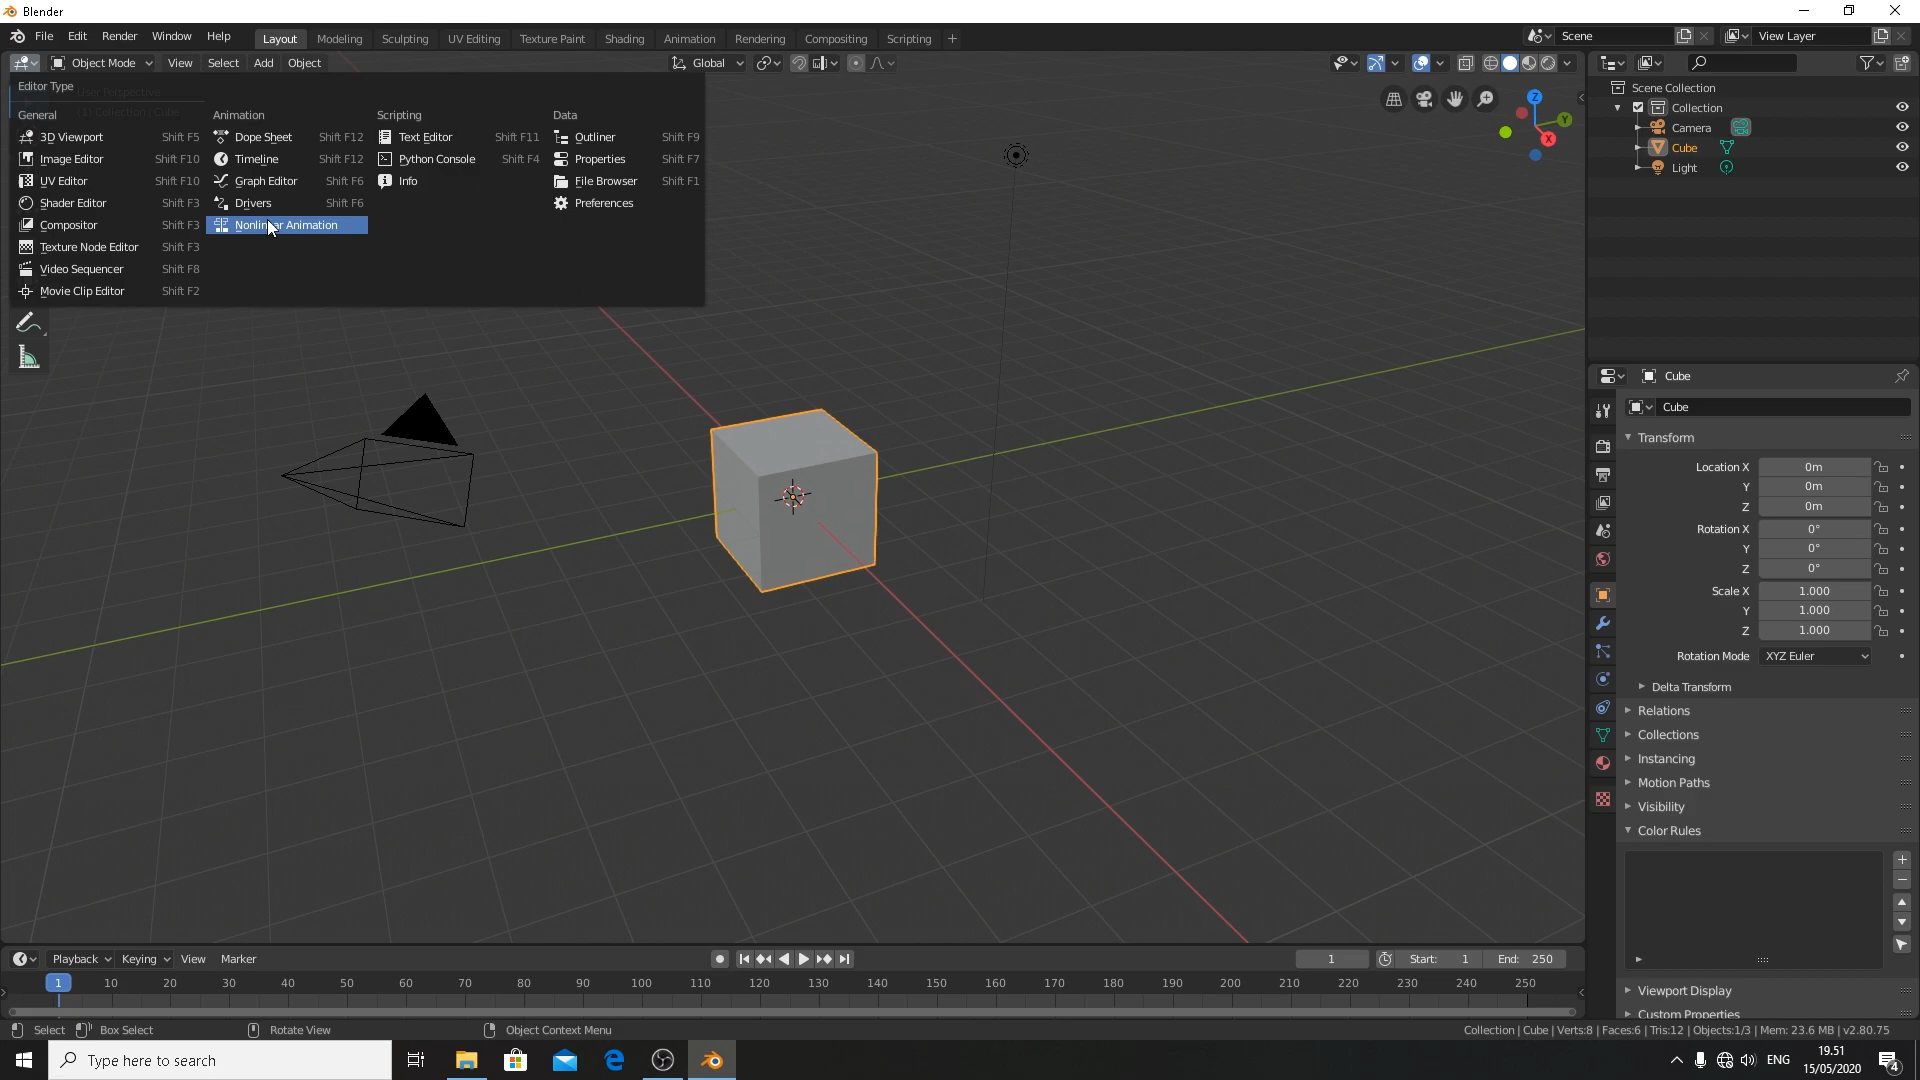 Blender
File Edit Render Window Help
Layout Modeling Sculpting UV Editing Texture Paint Shading Animation Rendering Compositing Scripting +
Scene View Layer
Object Mode View Select Add Object
Global
Editor Type
General
3D Viewport Shift F5
Image Editor Shift F10
UV Editor Shift F10
Shader Editor Shift F3
Compositor Shift F3
Texture Node Editor Shift F3
Video Sequencer Shift F8
Movie Clip Editor Shift F2
Animation
Dope Sheet Shift F12
Timeline Shift F12
Graph Editor Shift F6
Drivers Shift F6
Nonlinear Animation
Scripting
Text Editor Shift F11
Python Console Shift F4
Info
Data
Outliner Shift F9
Properties Shift F7
File Browser Shift F1
Preferences
Z
Y
X
Scene Collection
Collection
Camera
Cube
Light
Cube
Cube
Transform
Location X 0m
Y 0m
Z 0m
Rotation X 0°
Y 0°
Z 0°
Scale X 1.000
Y 1.000
Z 1.000
Rotation Mode XYZ Euler
Delta Transform
Relations
Collections
Instancing
Motion Paths
Visibility
Color Rules
Viewport Display
Custom Properties
Playback Keying View Marker
1 Start: 1 End: 250
1 10 20 30 40 50 60 70 80 90 100 110 120 130 140 150 160 170 180 190 200 210 220 230 240 250
Select Box Select Rotate View Object Context Menu
Collection | Cube | Verts:8 | Faces:6 | Tris:12 | Objects:1/3 | Mem: 23.6 MB | v2.80.75
Type here to search
ENG
19.51
15/05/2020
4